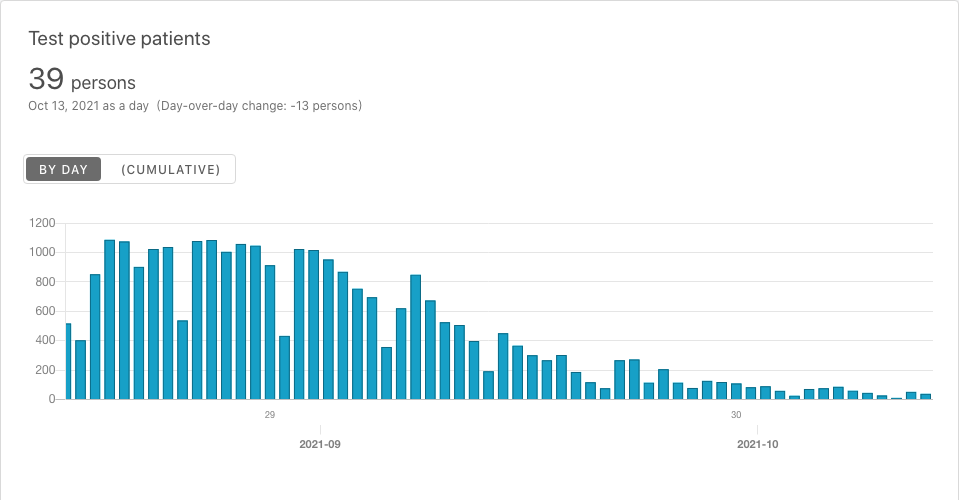 Test positive patients
39 persons
Oct 13, 2021 as a day (Day-over-day change: -13 persons)
BY DAY (CUMULATIVE)
1200
1000
800
600
400
200
0
29 30
2021-09 2021-10